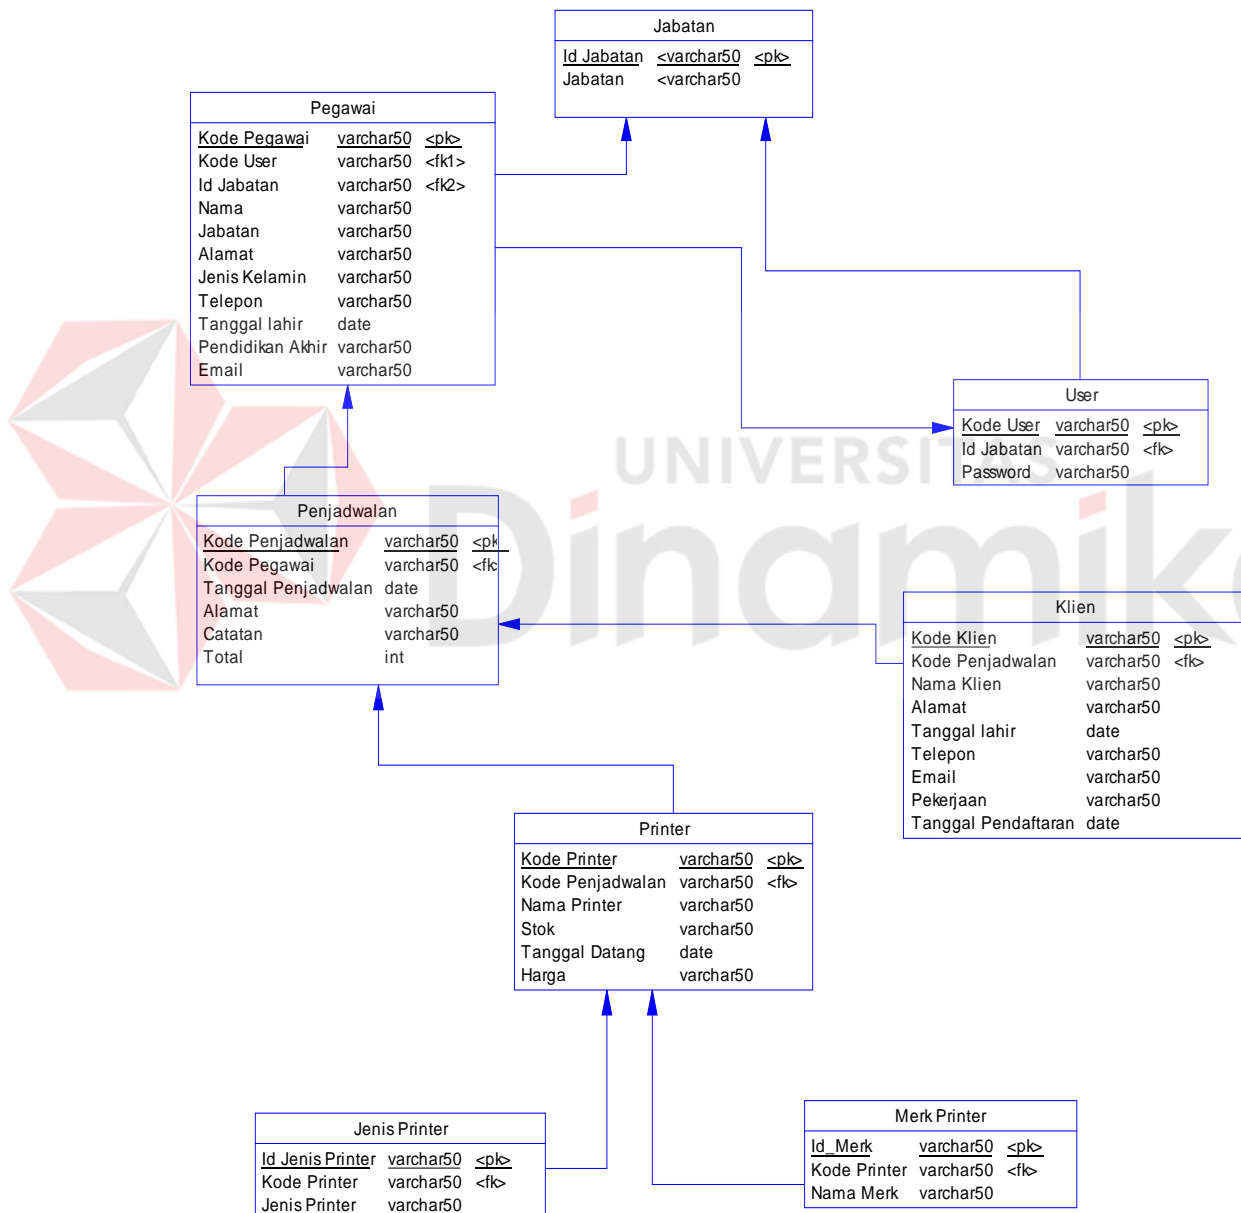 Jabatan
Id Jabatan <varchar50 <pk>
Jabatan <varchar50
Pegawai
Kode Pegawai varchar50 <pk>
Kode User varchar50 <fk1>
Id Jabatan varchar50 <fk2>
Nama varchar50
Jabatan varchar50
Alamat varchar50
Jenis Kelamin varchar50
Telepon varchar50
Tanggal lahir date
Pendidikan Akhir varchar50
Email varchar50
User
Kode User varchar50 <pk>
Id Jabatan varchar50 <fk>
Password varchar50
UNIVERSITAS
Dinamika
Penjadwalan
Kode Penjadwalan varchar50 <pk
Kode Pegawai varchar50 <fk>
Tanggal Penjadwalan date
Alamat varchar50
Catatan varchar50
Total int
Klien
Kode Klien varchar50 <pk>
Kode Penjadwalan varchar50 <fk>
Nama Klien varchar50
Alamat varchar50
Tanggal lahir date
Telepon varchar50
Email varchar50
Pekerjaan varchar50
Tanggal Pendaftaran date
Printer
Kode Printer varchar50 <pk>
Kode Penjadwalan varchar50 <fk>
Nama Printer varchar50
Stok varchar50
Tanggal Datang date
Harga varchar50
Jenis Printer
Id Jenis Printer varchar50 <pk>
Kode Printer varchar50 <fk>
Jenis Printer varchar50
Merk Printer
Id_Merk varchar50 <pk>
Kode Printer varchar50 <fk>
Nama Merk varchar50